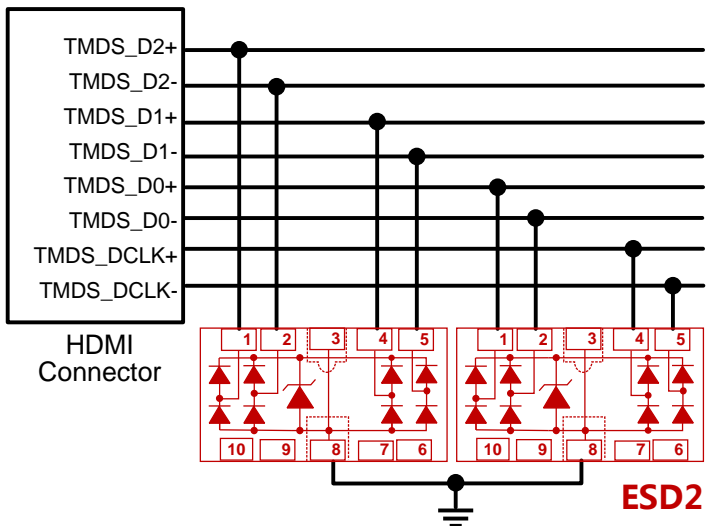 TMDS_D2+
TMDS_D2-
TMDS_D1+
TMDS_D1-
TMDS_D0+
TMDS_D0-
TMDS_DCLK+
TMDS_DCLK-
HDMI
Connector
1 2 3 4 5
10 9 8 7 6
1 2 3 4 5
10 9 8 7 6
ESD2